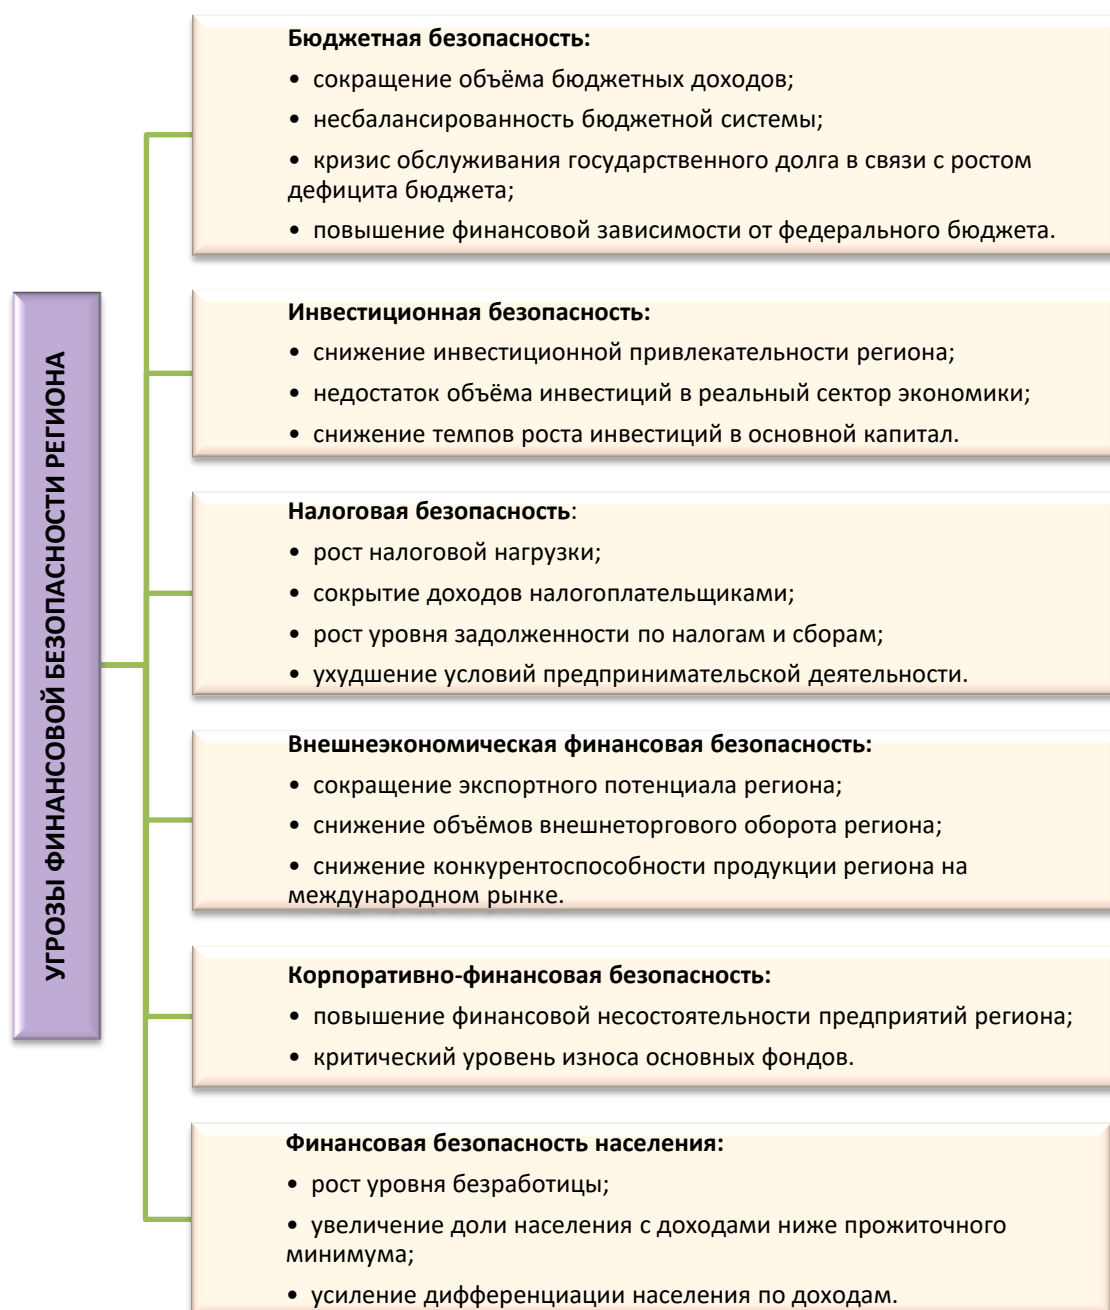 УГРОЗЫ ФИНАНСОВОЙ БЕЗОПАСНОСТИ РЕГИОНА
Бюджетная безопасность:
• сокращение объёма бюджетных доходов;
• несбалансированность бюджетной системы;
• кризис обслуживания государственного долга в связи с ростом
дефицита бюджета;
• повышение финансовой зависимости от федерального бюджета.
Инвестиционная безопасность:
• снижение инвестиционной привлекательности региона;
• недостаток объёма инвестиций в реальный сектор экономики;
• снижение темпов роста инвестиций в основной капитал.
Налоговая безопасность:
• рост налоговой нагрузки;
• сокрытие доходов налогоплательщиками;
• рост уровня задолженности по налогам и сборам;
• ухудшение условий предпринимательской деятельности.
Внешнеэкономическая финансовая безопасность:
• сокращение экспортного потенциала региона;
• снижение объёмов внешнеторгового оборота региона;
• снижение конкурентоспособности продукции региона на
международном рынке.
Корпоративно-финансовая безопасность:
• повышение финансовой несостоятельности предприятий региона;
• критический уровень износа основных фондов.
Финансовая безопасность населения:
• рост уровня безработицы;
• увеличение доли населения с доходами ниже прожиточного
минимума;
• усиление дифференциации населения по доходам.